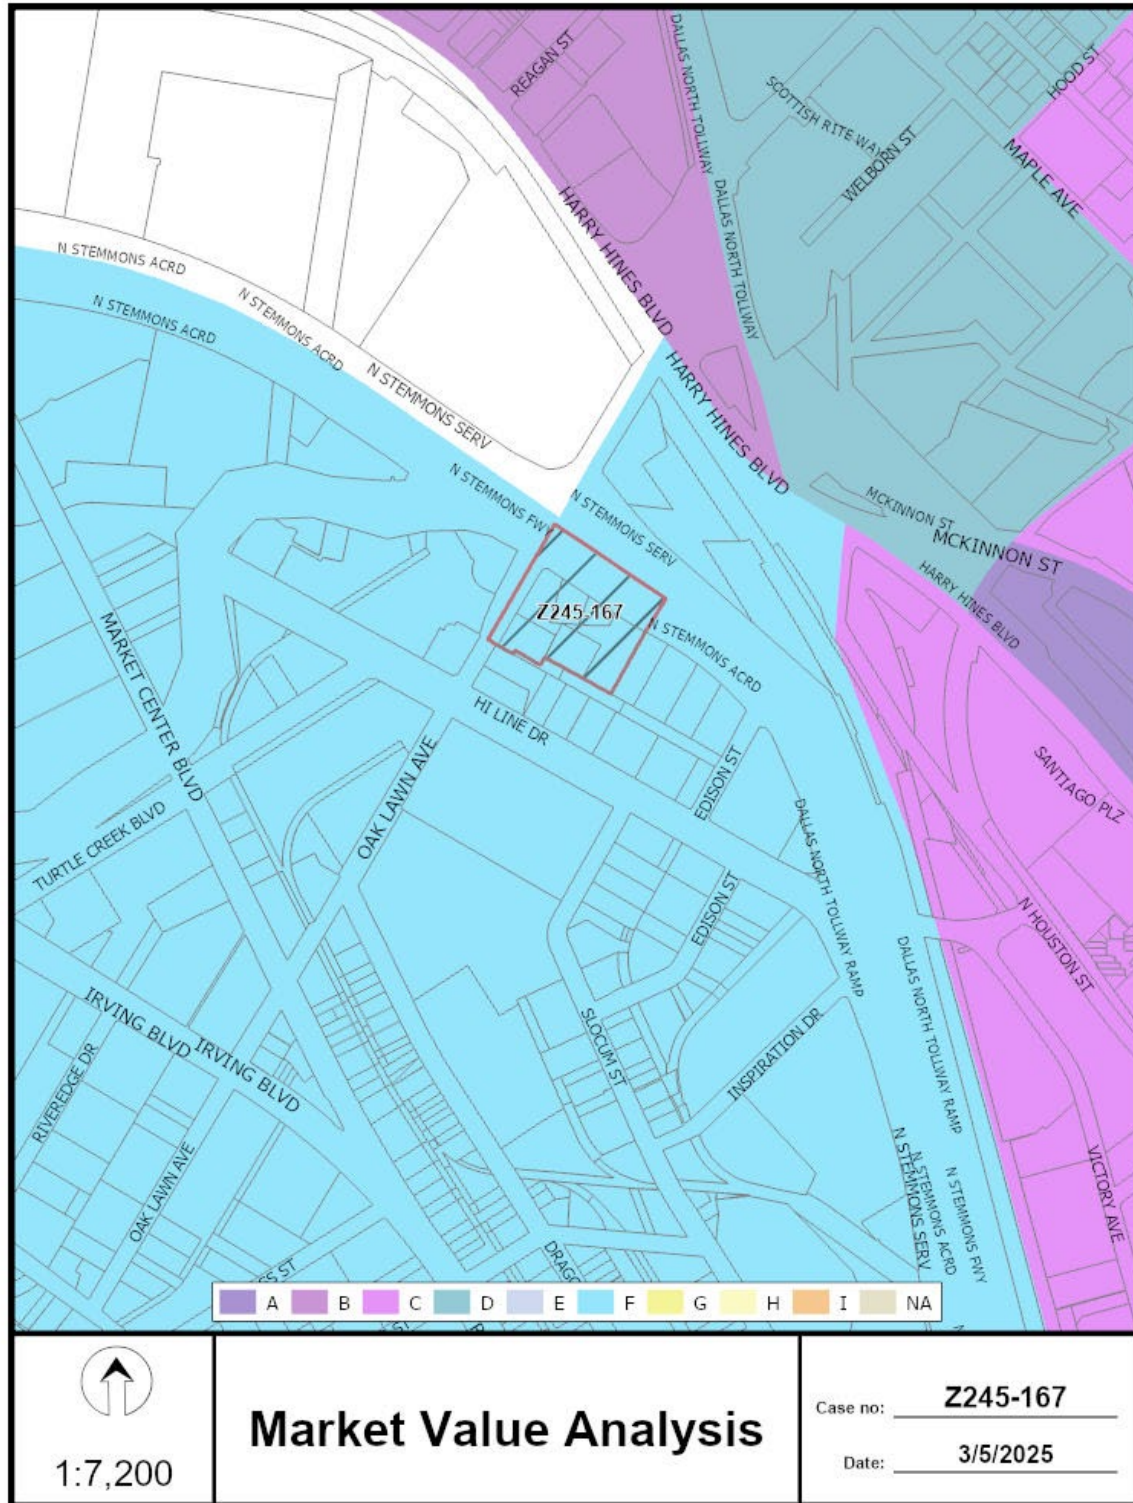 REAGAN ST
DALLAS NORTH TOLLWAY
HOOD ST
SCOTTISH RITE WAY
WELBORN ST
MAPLE AVE
DALLAS NORTH TOLLWAY
HARRY HINES BLVD
N STEMMONS ACRD
N STEMMONS ACRD
N STEMMONS ACRD
N STEMMONS SERV
HARRY HINES BLVD
N STEMMONS FWY
N STEMMONS SERV
MCKINNON ST
MCKINNON ST
HARRY HINES BLVD
Z245-167
N STEMMONS ACRD
MARKET CENTER BLVD
HI LINE DR
EDISON ST
OAK LAWN AVE
SANTIAGO PLZ
TURTLE CREEK BLVD
DALLAS NORTH TOLLWAY RAMP
EDISON ST
N HOUSTON ST
DALLAS NORTH TOLLWAY RAMP
IRVING BLVD
IRVING BLVD
SLOCUM ST
INSPIRATION DR
RIVEREDGE DR
OAK LAWN AVE
N STEMMONS SERV
N STEMMONS ACRD
N STEMMONS FWY
VICTORY AVE
A B C D E F G H I NA
1:7,200
Market Value Analysis
Case no: Z245-167
Date: 3/5/2025